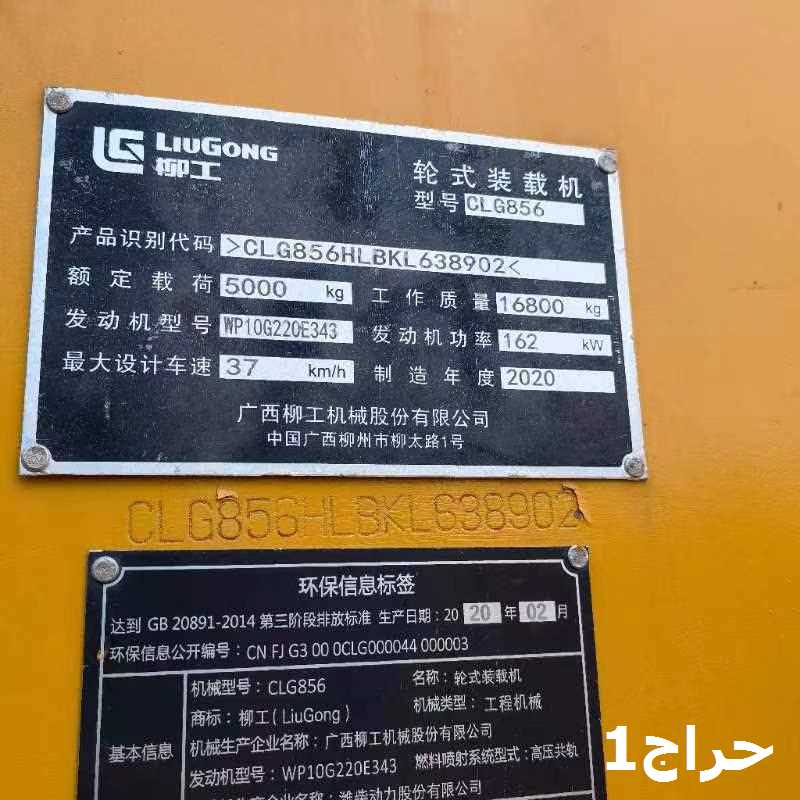 LIUGONG
柳工
轮式装载机
型号 CLG856
产品识别代码 >CLG856HLBKL638902<
额定载荷 5000 kg 工作质量 16800 kg
发动机型号 WP10G220E343 发动机功率 162 kW
最大设计车速 37 km/h 制造年度 2020
广西柳工机械股份有限公司
中国广西柳州市柳太路1号
CLG856HLBKL638902
环保信息标签
达到 GB 20891-2014 第三阶段排放标准 生产日期: 20 20 年 02 月
环保信息公开编号: CN FJ G3 00 0CLG000044 000003
机械型号: CLG856 名称: 轮式装载机
商标: 柳工(LiuGong) 机械类型: 工程机械
基本信息
机械生产企业名称: 广西柳工机械股份有限公司
发动机型号: WP10G220E343 燃料喷射系统型式: 高压共轨
潍柴动力股份有限公司
حراج1